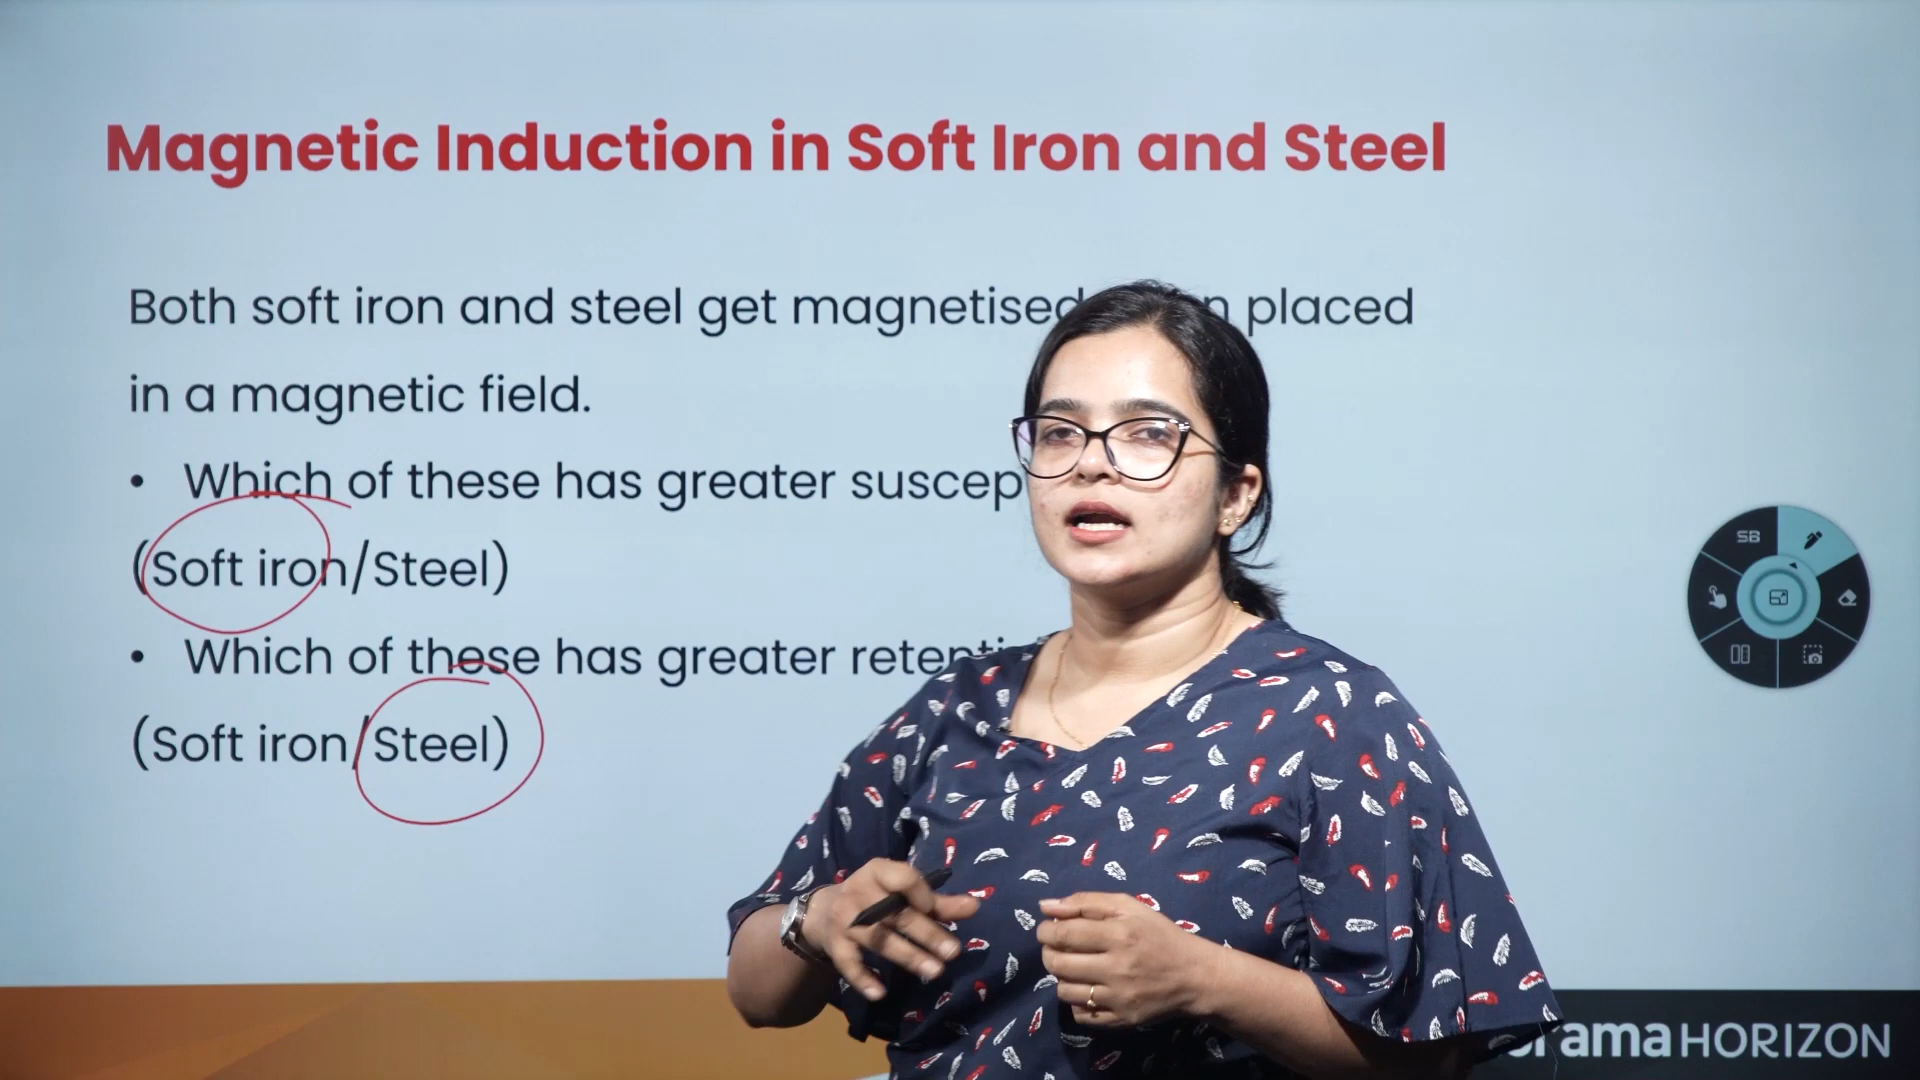 Magnetic Induction in Soft Iron and Steel
Both soft iron and steel get magnetised placed
in a magnetic field.
• Which of these has greater
(Soft iron/Steel)
• Which of these has greater
(Soft iron/Steel)
SB
HORIZON